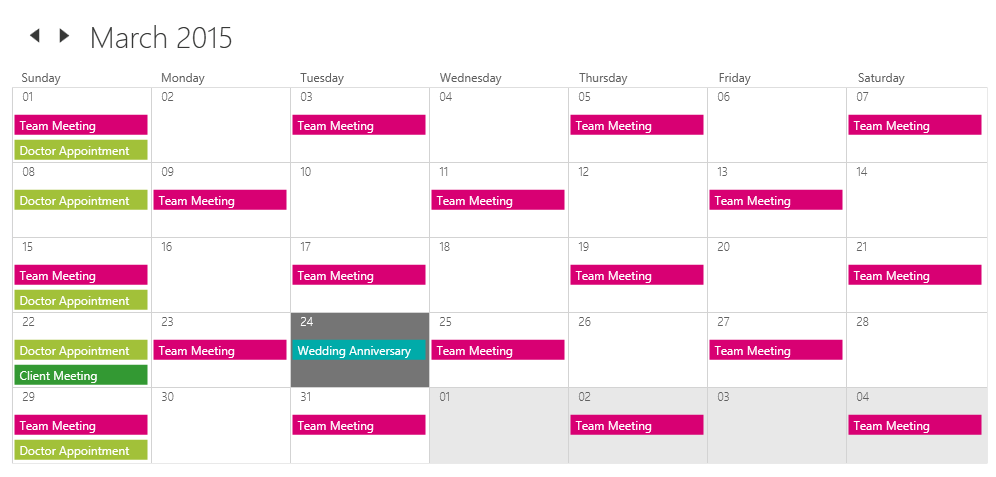 March 2015
Sunday Monday Tuesday Wednesday Thursday Friday Saturday
01 02 03 04 05 06 07
Team Meeting Team Meeting Team Meeting Team Meeting
Doctor Appointment
08 09 10 11 12 13 14
Doctor Appointment Team Meeting Team Meeting Team Meeting
15 16 17 18 19 20 21
Team Meeting Team Meeting Team Meeting Team Meeting
Doctor Appointment
22 23 24 25 26 27 28
Doctor Appointment Team Meeting Wedding Anniversary Team Meeting Team Meeting
Client Meeting
29 30 31 01 02 03 04
Team Meeting Team Meeting Team Meeting Team Meeting
Doctor Appointment